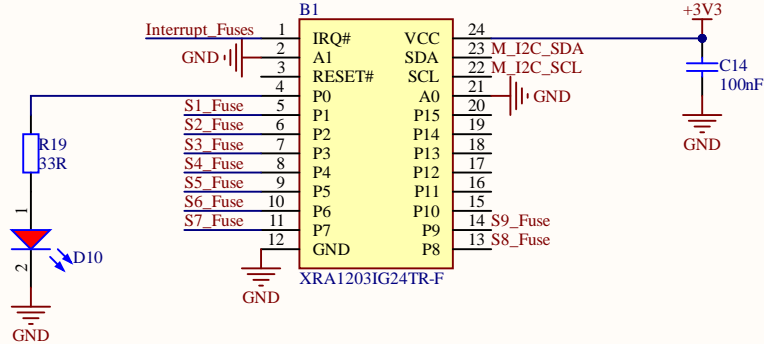 B1
+3V3
Interrupt_Fuses 1 IRQ# VCC 24
GND 2 A1 SDA 23 M_I2C_SDA
3 RESET# SCL 22 M_I2C_SCL
4 P0 A0 21 GND
S1_Fuse 5 P1 P15 20
S2_Fuse 6 P2 P14 19
S3_Fuse 7 P3 P13 18
S4_Fuse 8 P4 P12 17
S5_Fuse 9 P5 P11 16
S6_Fuse 10 P6 P10 15
S7_Fuse 11 P7 P9 14 S9_Fuse
12 GND P8 13 S8_Fuse
XRA1203IG24TR-F
GND
C14
100nF
GND
R19
33R
1
D10
2
GND